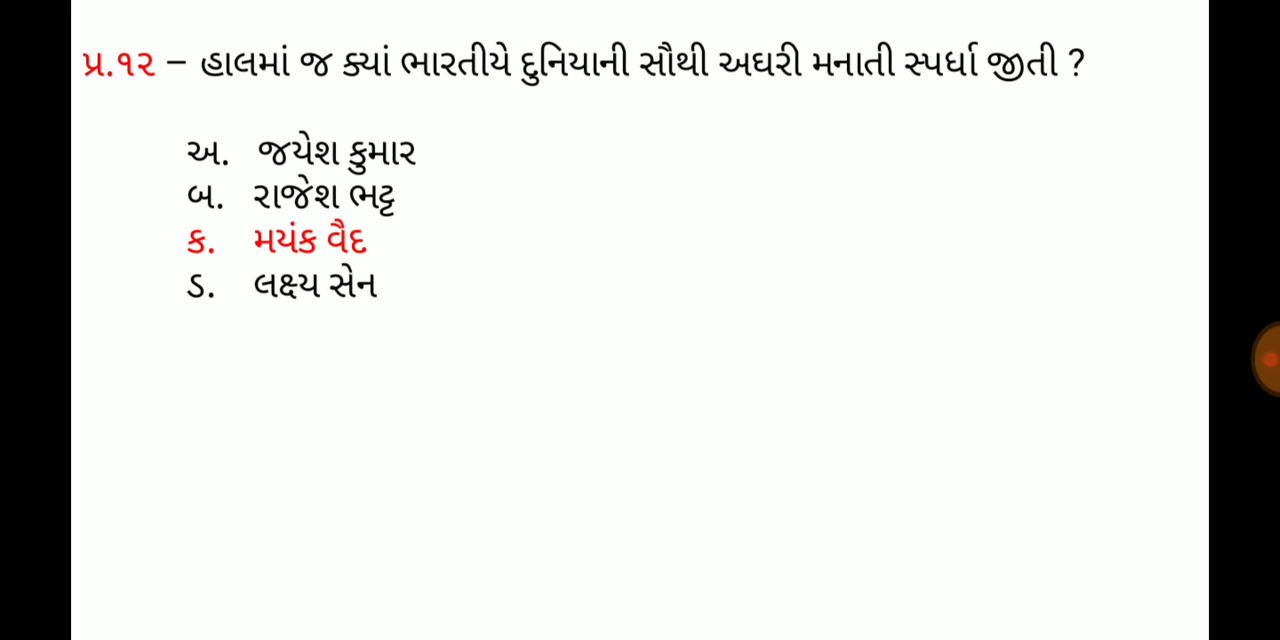 પ્ર.૧૨ – હાલમાં જ ક્યાં ભારતીયે દુનિયાની સૌથી અઘરી મનાતી સ્પર્ધા જીતી ?
અ. જયેશ કુમાર
બ. રાજેશ ભટ્ટ
ક. મયંક વૈદ
ડ. લક્ષ્ય સેન